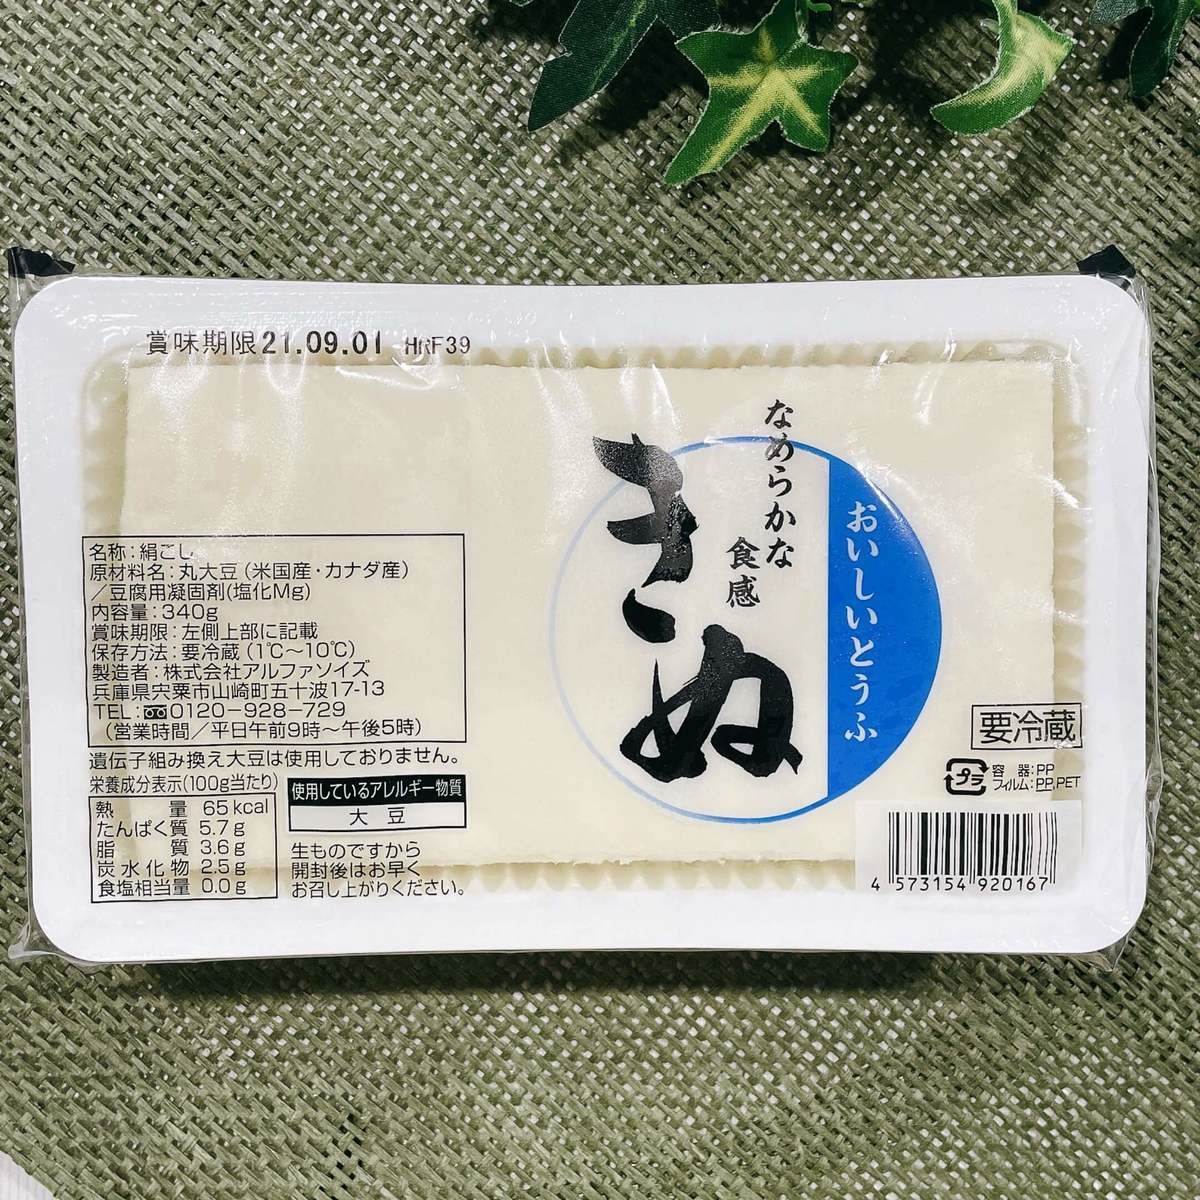 賞味期限21.09.01 HRF39
なめらかな
食感
きぬ
おいしいとうふ
名称:絹ごし
原材料名:丸大豆(米国産・カナダ産)
/豆腐用凝固剤(塩化Mg)
内容量:340g
賞味期限:左側上部に記載
保存方法:要冷蔵(1℃～10℃)
製造者:株式会社アルファソイズ
兵庫県宍粟市山崎町五十波17-13
TEL:0120-928-729
(営業時間/平日午前9時～午後5時)
遺伝子組み換え大豆は使用しておりません。
栄養成分表示(100g当たり)
熱量 65kcal
たんぱく質 5.7g
脂質 3.6g
炭水化物 2.5g
食塩相当量 0.0g
使用しているアレルギー物質
大豆
生ものですから
開封後はお早く
お召し上がりください。
要冷蔵
プラ
容器:PP
フィルム:PP,PET
4 573154 920167